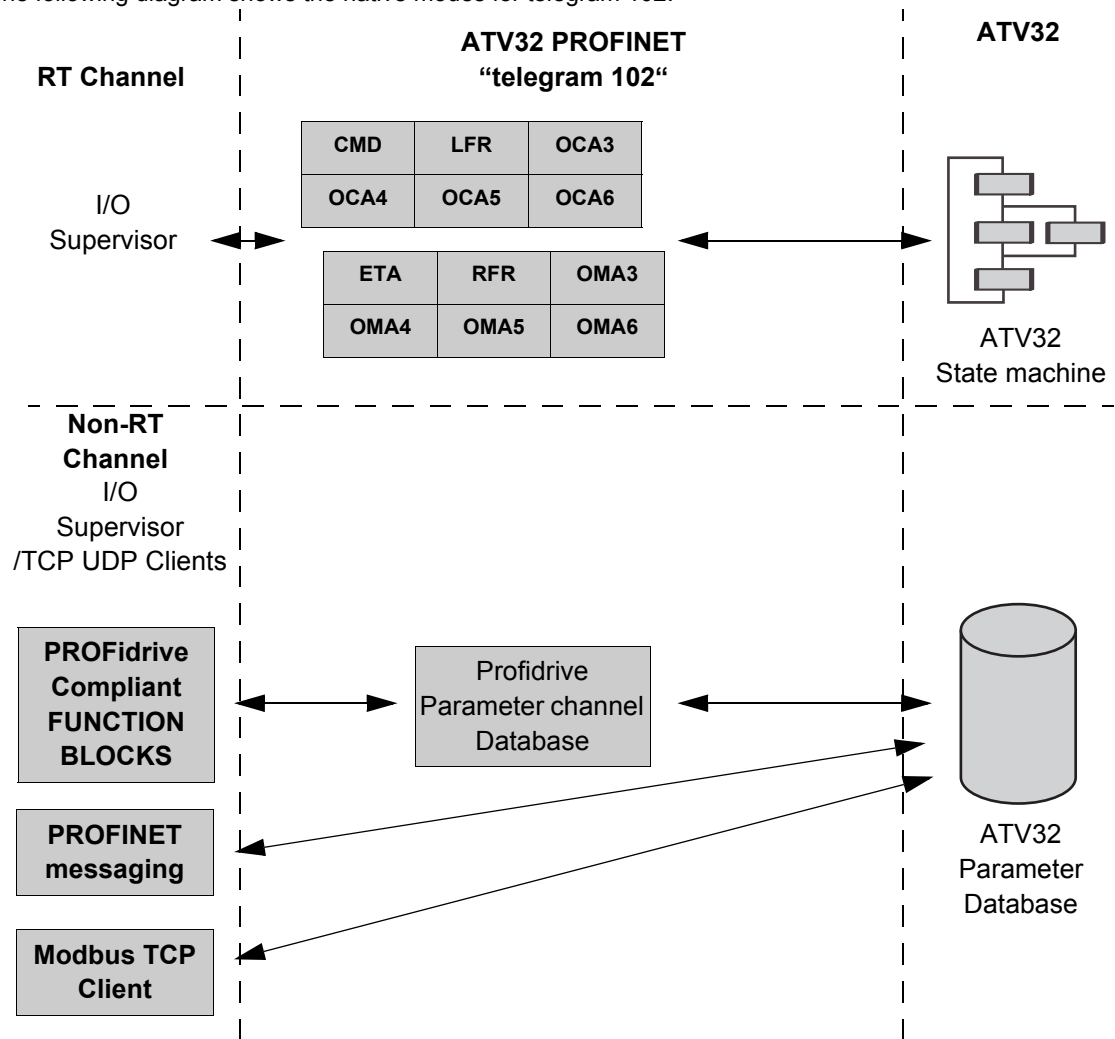 The following diagram shows the native modes for telegram 102:
RT Channel
ATV32 PROFINET
“telegram 102“
ATV32
I/O
Supervisor
CMD LFR OCA3
OCA4 OCA5 OCA6
ETA RFR OMA3
OMA4 OMA5 OMA6
ATV32
State machine
Non-RT
Channel
I/O
Supervisor
/TCP UDP Clients
PROFidrive
Compliant
FUNCTION
BLOCKS
Profidrive
Parameter channel
Database
PROFINET
messaging
Modbus TCP
Client
ATV32
Parameter
Database